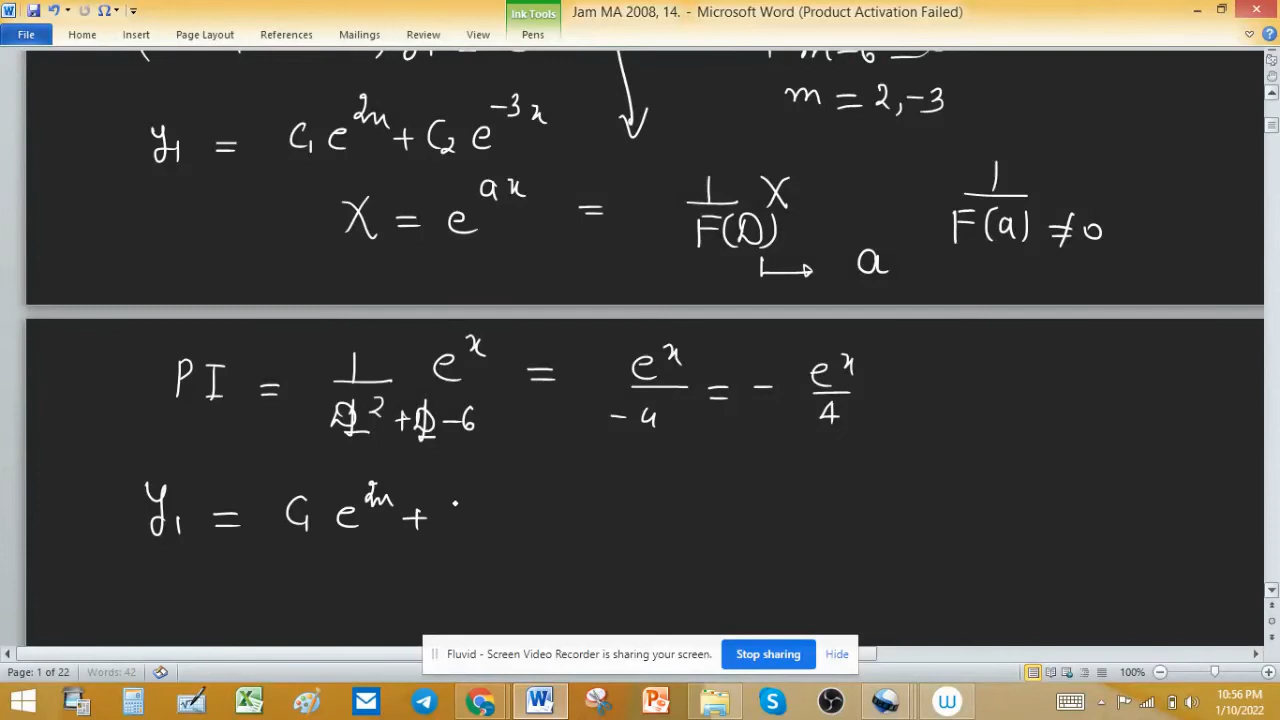 Ink Tools
Jam MA 2008, 14. - Microsoft Word (Product Activation Failed)
File Home Insert Page Layout References Mailings Review View Pens
m = 2, -3
y₁ = C₁ e^{2x} + C₂ e^{-3x}
X = e^{ax} = 1/F(D) X 1/F(a) ≠0
a
PI = 1/(D² + D - 6) e^x = e^x/-4 = - e^x/4
y₁ = C₁ e^{2x} +
Fluvid - Screen Video Recorder is sharing your screen. Stop sharing Hide
Page: 1 of 22 Words: 42 100%
10:56 PM
1/10/2022